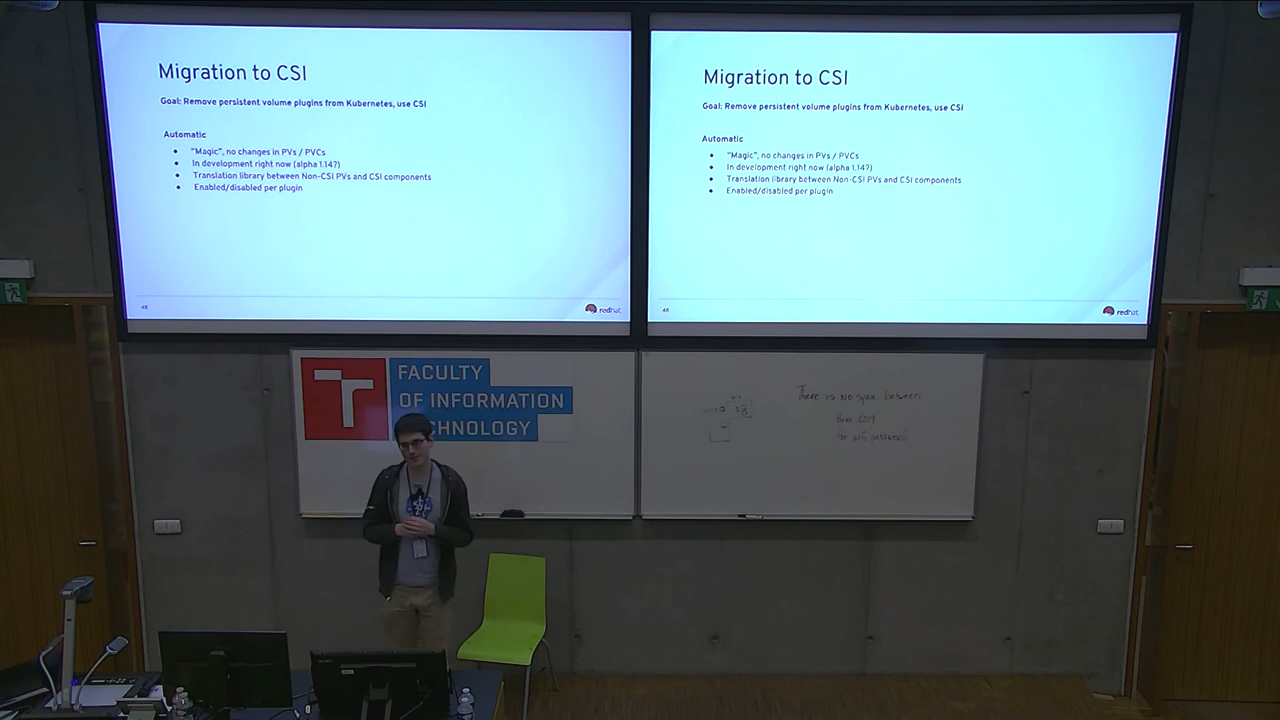 Migration to CSI
Goal: Remove persistent volume plugins from Kubernetes, use CSI
Automatic
• "Magic", no changes in PVs / PVCs
• In development right now (alpha 1.14?)
• Translation library between Non-CSI PVs and CSI components
• Enabled/disabled per plugin
48
redhat
Migration to CSI
Goal: Remove persistent volume plugins from Kubernetes, use CSI
Automatic
• "Magic", no changes in PVs / PVCs
• In development right now (alpha 1.14?)
• Translation library between Non-CSI PVs and CSI components
• Enabled/disabled per plugin
48
redhat
FACULTY
OF INFORMATION
CHNOLOGY
There is NO space between
2019